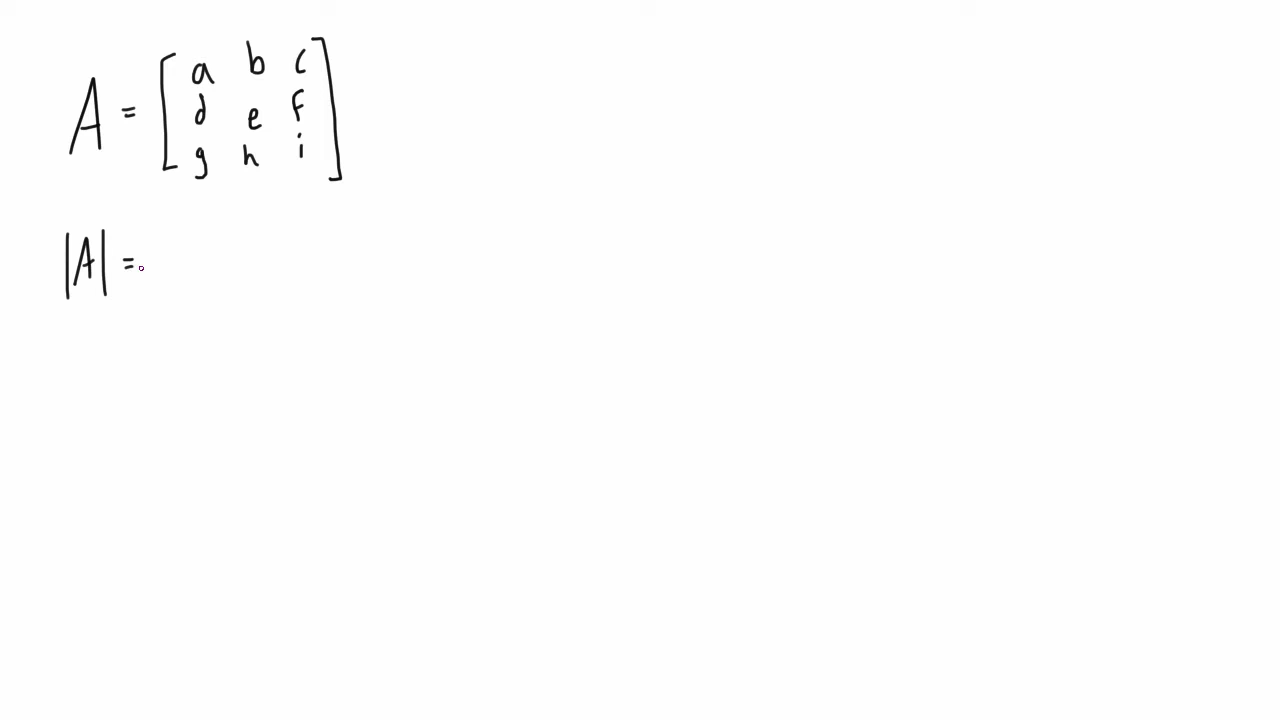 A = [ a b c
d e f
g h i ]
|A| =